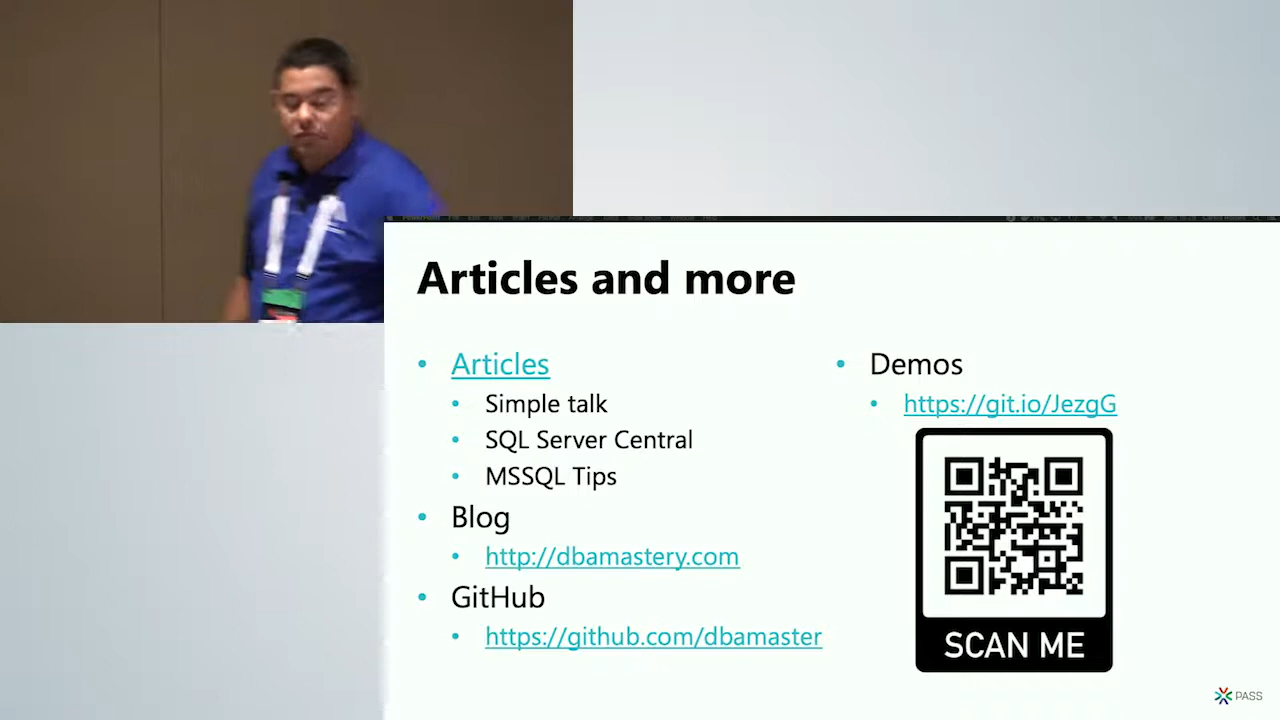 Articles and more
Articles
Simple talk
SQL Server Central
MSSQL Tips
Blog
http://dbamastery.com
GitHub
https://github.com/dbamaster
Demos
https://git.io/JezgG
SCAN ME
PASS